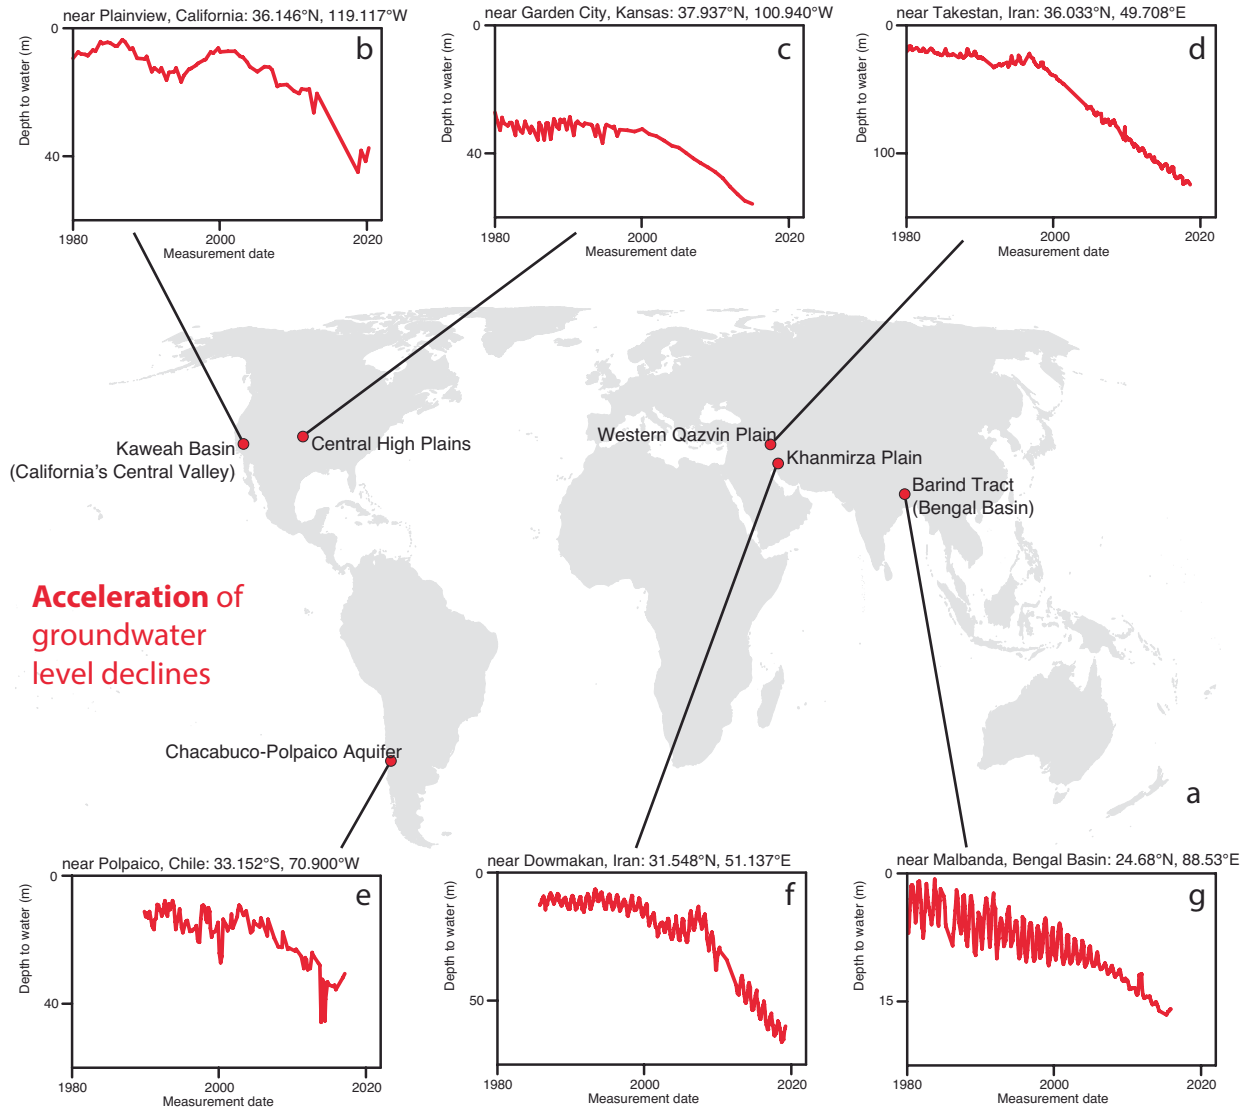 near Plainview, California: 36.146°N, 119.117°W
b
Depth to water (m)
0
40
1980
2000
2020
Measurement date
near Garden City, Kansas: 37.937°N, 100.940°W
c
Depth to water (m)
0
40
1980
2000
2020
Measurement date
near Takestan, Iran: 36.033°N, 49.708°E
d
Depth to water (m)
0
100
1980
2000
2020
Measurement date
Kaweah Basin
(California's Central Valley)
Central High Plains
Western Qazvin Plain
Khanmirza Plain
Barind Tract
(Bengal Basin)
Acceleration of
groundwater
level declines
Chacabuco-Polpaico Aquifer
a
near Polpaico, Chile: 33.152°S, 70.900°W
e
Depth to water (m)
0
40
1980
2000
2020
Measurement date
near Dowmakan, Iran: 31.548°N, 51.137°E
f
Depth to water (m)
0
50
1980
2000
2020
Measurement date
near Malbanda, Bengal Basin: 24.68°N, 88.53°E
g
Depth to water (m)
0
15
1980
2000
2020
Measurement date